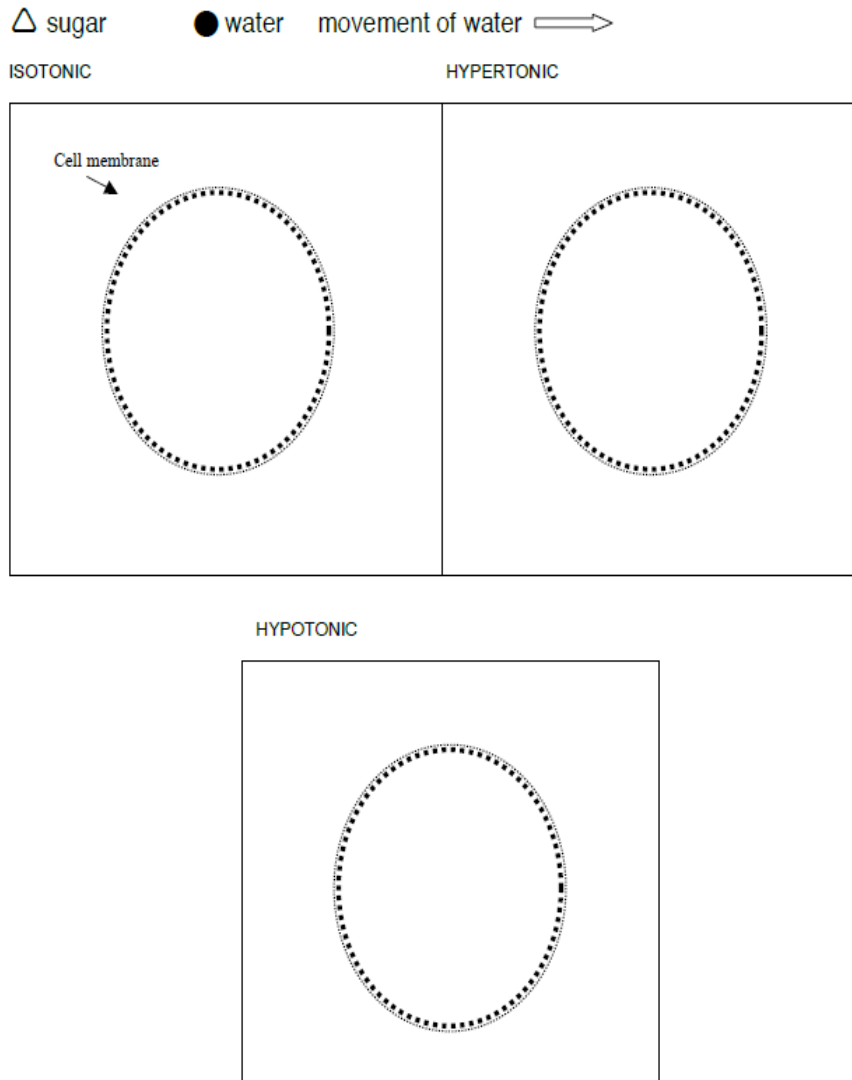 sugar water movement of water
ISOTONIC HYPERTONIC
Cell membrane
HYPOTONIC